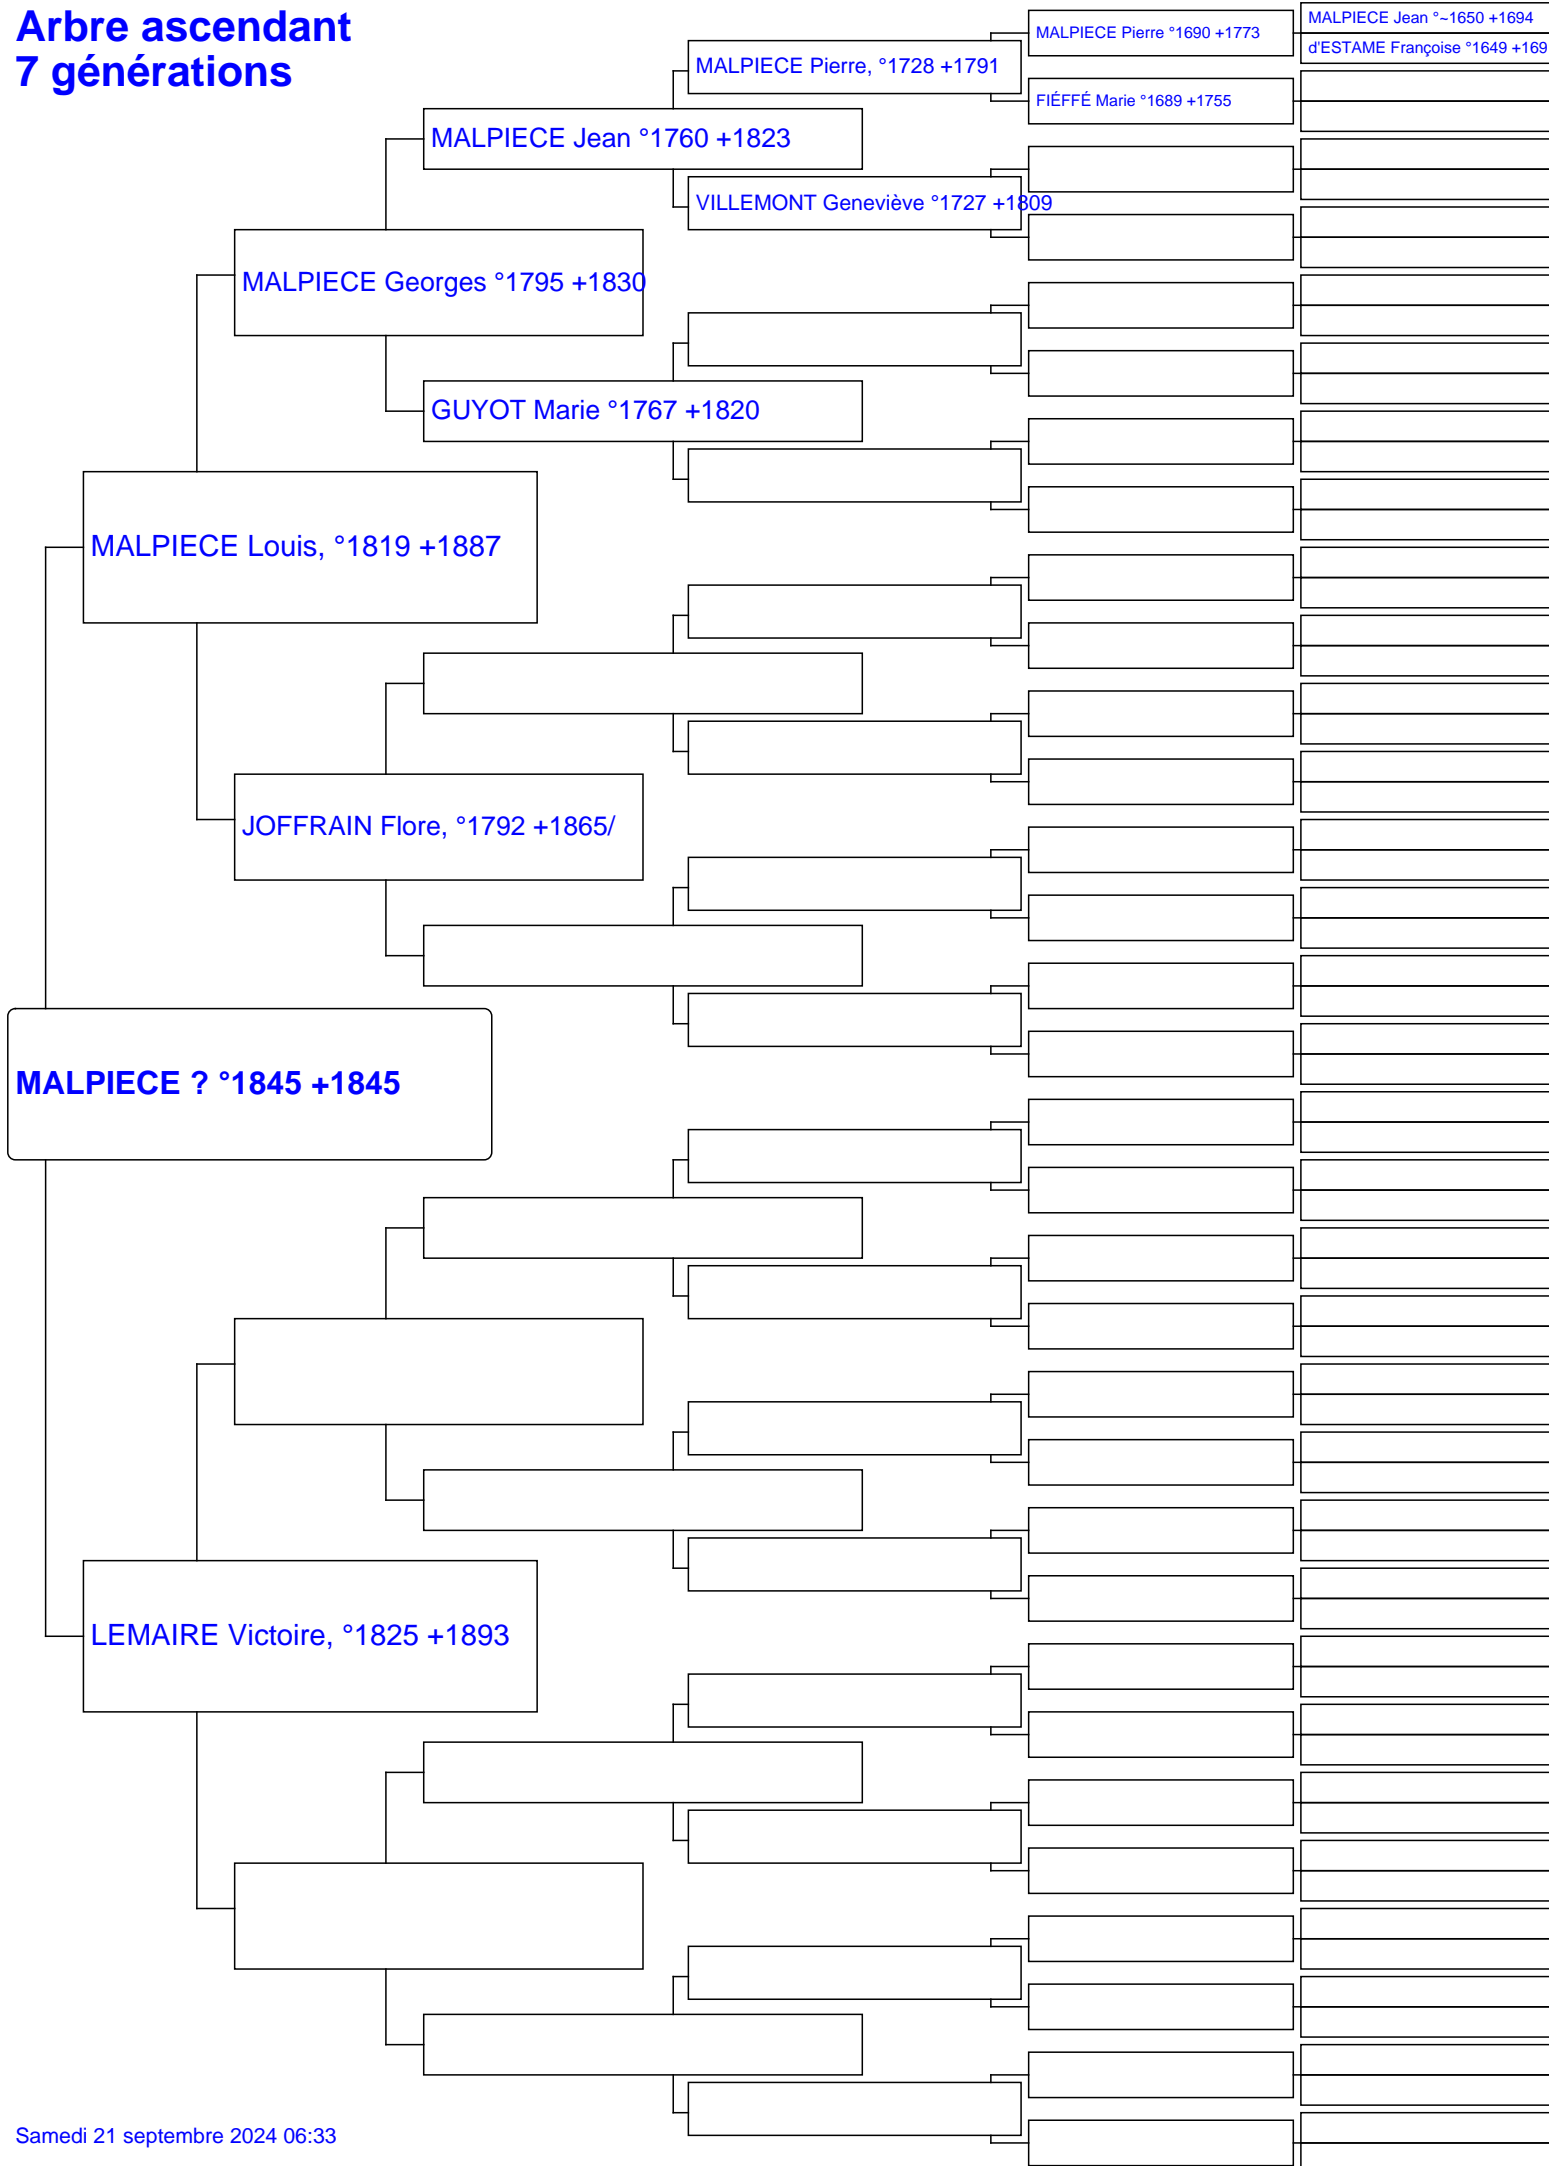 Arbre ascendant
7 générations
MALPIECE Jean °~1650 +1694
d'ESTAME Françoise °1649 +169
MALPIECE Pierre °1690 +1773
FIÉFFÉ Marie °1689 +1755
MALPIECE Pierre, °1728 +1791
VILLEMONT Geneviève °1727 +1809
MALPIECE Jean °1760 +1823
GUYOT Marie °1767 +1820
MALPIECE Georges °1795 +1830
JOFFRAIN Flore, °1792 +1865/
MALPIECE Louis, °1819 +1887
MALPIECE ? °1845 +1845
LEMAIRE Victoire, °1825 +1893
Samedi 21 septembre 2024 06:33